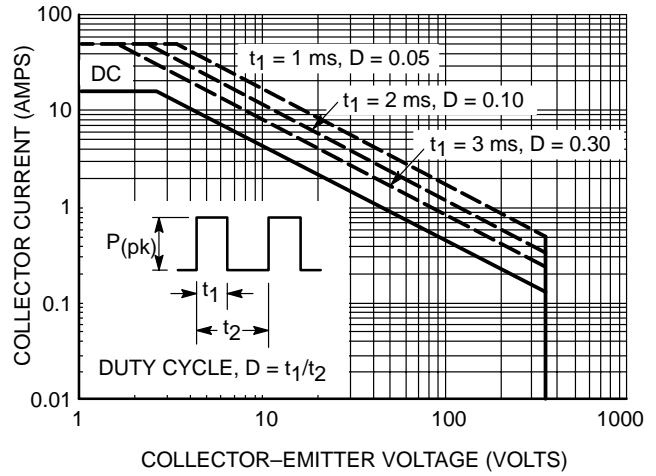 100
10
1
0.1
0.01
COLLECTOR CURRENT (AMPS)
DC
t1 = 1 ms, D = 0.05
t1 = 2 ms, D = 0.10
t1 = 3 ms, D = 0.30
P(pk)
t1
t2
DUTY CYCLE, D = t1/t2
1 10 100 1000
COLLECTOR–EMITTER VOLTAGE (VOLTS)